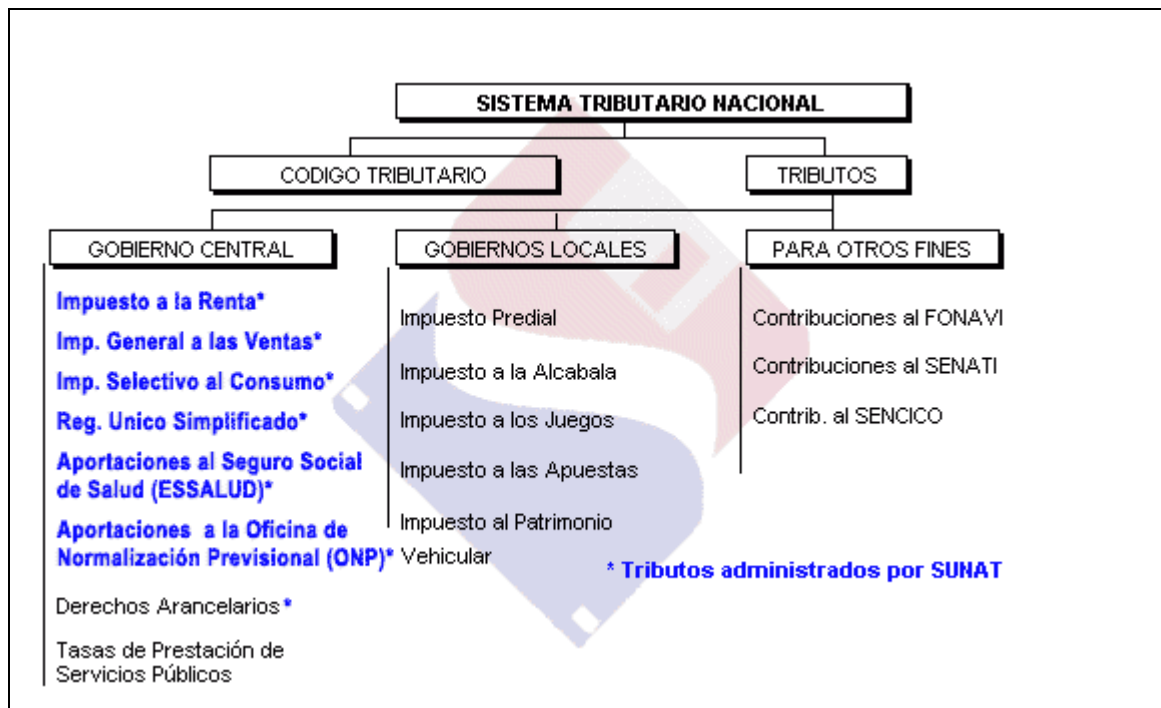 SISTEMA TRIBUTARIO NACIONAL
CODIGO TRIBUTARIO
TRIBUTOS
GOBIERNO CENTRAL
Impuesto a la Renta*
Imp. General a las Ventas*
Imp. Selectivo al Consumo*
Reg. Unico Simplificado*
Aportaciones al Seguro Social
de Salud (ESSALUD)*
Aportaciones a la Oficina de
Normalización Previsional (ONP)*
Derechos Arancelarios*
Tasas de Prestación de
Servicios Públicos
GOBIERNOS LOCALES
Impuesto Predial
Impuesto a la Alcabala
Impuesto a los Juegos
Impuesto a las Apuestas
Impuesto al Patrimonio
Vehicular
PARA OTROS FINES
Contribuciones al FONAVI
Contribuciones al SENATI
Contrib. al SENCICO
* Tributos administrados por SUNAT